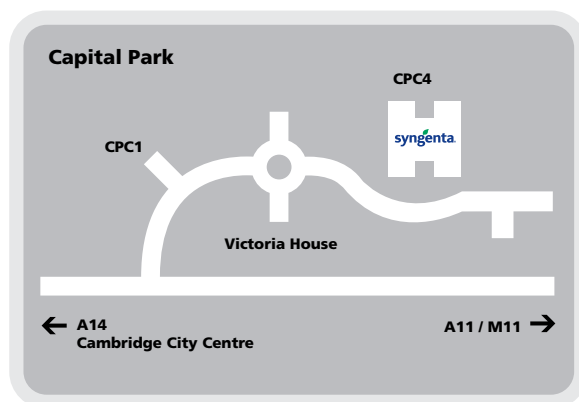 Capital Park
CPC4
syngenta
CPC1
Victoria House
A14
Cambridge City Centre
A11 / M11